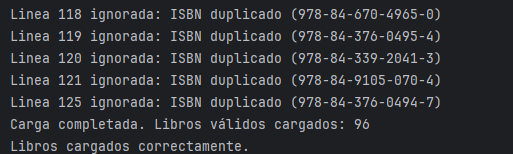 Linea 118 ignorada: ISBN duplicado (978-84-670-4965-0)
Linea 119 ignorada: ISBN duplicado (978-84-376-0495-4)
Linea 120 ignorada: ISBN duplicado (978-84-339-2041-3)
Linea 121 ignorada: ISBN duplicado (978-84-9105-070-4)
Linea 125 ignorada: ISBN duplicado (978-84-376-0494-7)
Carga completada. Libros válidos cargados: 96
Libros cargados correctamente.